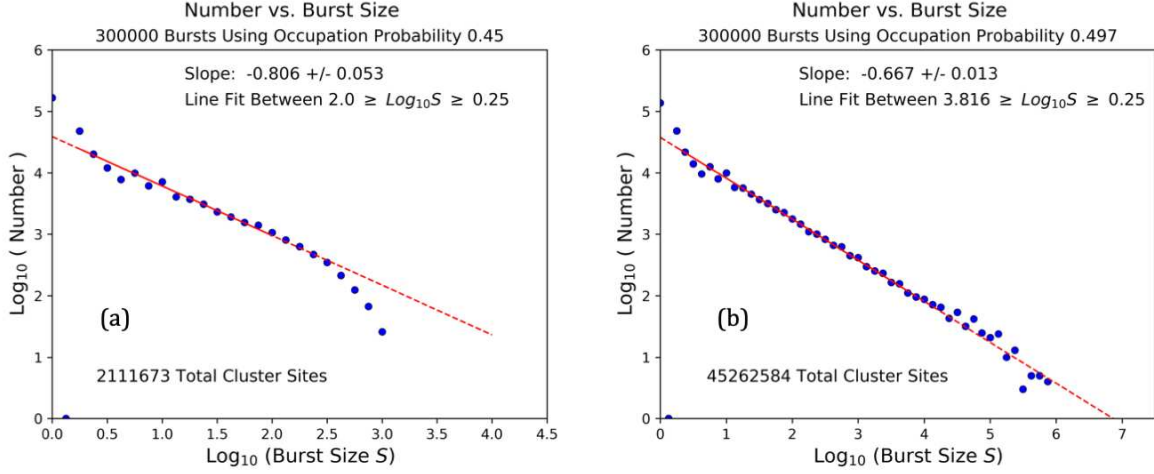 Number vs. Burst Size
300000 Bursts Using Occupation Probability 0.45
Slope: -0.806 +/- 0.053
Line Fit Between 2.0 ≥ Log₁₀S ≥ 0.25
(a)
2111673 Total Cluster Sites
Log₁₀ ( Number )
6
5
4
3
2
1
0
0.0 0.5 1.0 1.5 2.0 2.5 3.0 3.5 4.0 4.5
Log₁₀ (Burst Size S)
Number vs. Burst Size
300000 Bursts Using Occupation Probability 0.497
Slope: -0.667 +/- 0.013
Line Fit Between 3.816 ≥ Log₁₀S ≥ 0.25
(b)
45262584 Total Cluster Sites
Log₁₀ ( Number )
6
5
4
3
2
1
0
0 1 2 3 4 5 6 7
Log₁₀ (Burst Size S)